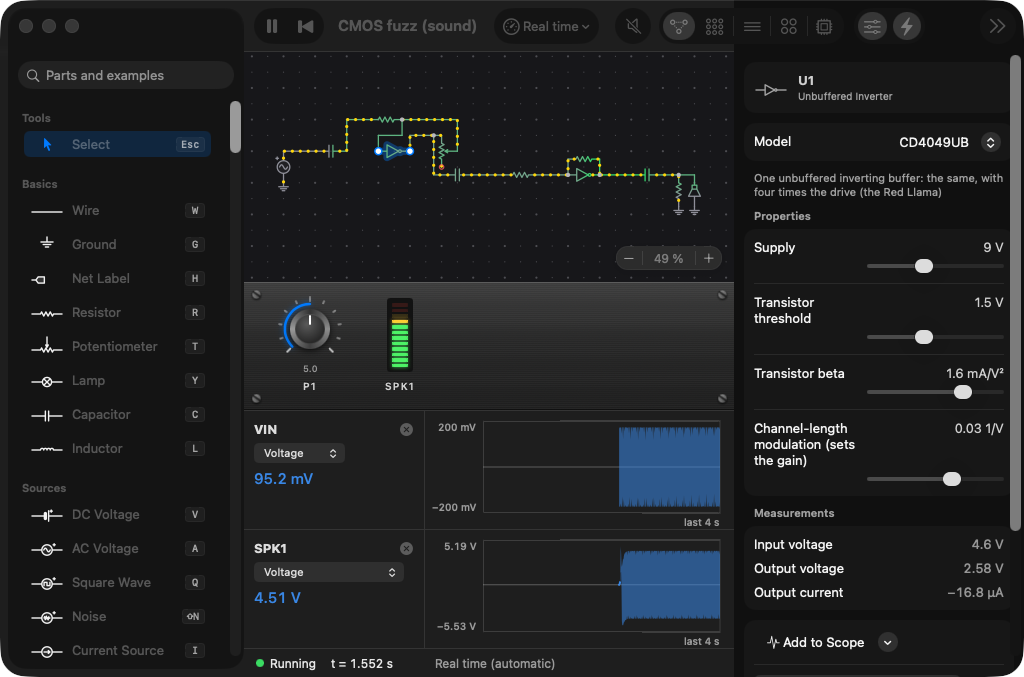 CMOS fuzz (sound)
Real time
Parts and examples
Tools
Select Esc
Basics
Wire W
Ground G
Net Label H
Resistor R
Potentiometer T
Lamp Y
Capacitor C
Inductor L
Sources
DC Voltage V
AC Voltage A
Square Wave Q
Noise ⇧N
Current Source I
49 %
5.0
P1
SPK1
VIN
Voltage
95.2 mV
200 mV
−200 mV
last 4 s
SPK1
Voltage
4.51 V
5.19 V
−5.53 V
last 4 s
Running t = 1.552 s Real time (automatic)
U1
Unbuffered Inverter
Model CD4049UB
One unbuffered inverting buffer: the same, with
four times the drive (the Red Llama)
Properties
Supply 9 V
Transistor
threshold 1.5 V
Transistor beta 1.6 mA/V²
Channel-length
modulation (sets
the gain) 0.03 1/V
Measurements
Input voltage 4.6 V
Output voltage 2.58 V
Output current −16.8 µA
Add to Scope